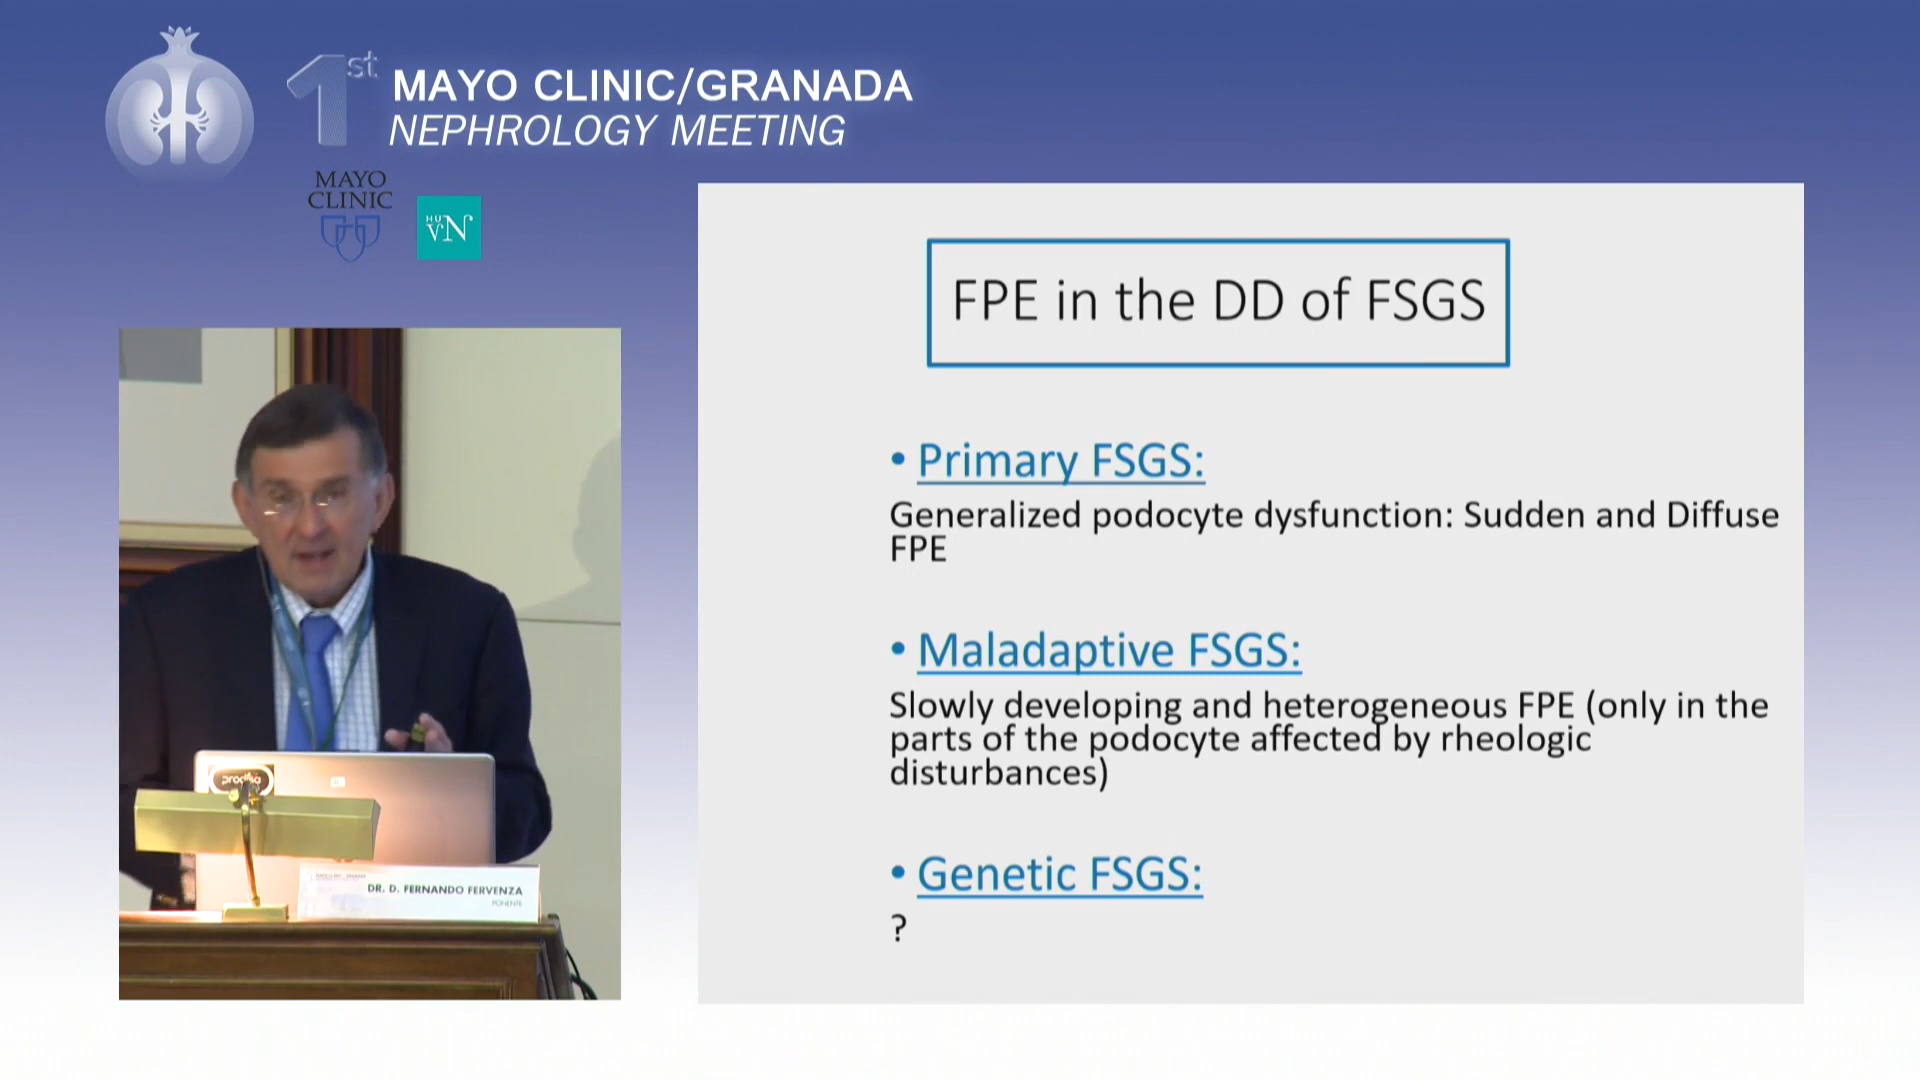 1st
MAYO CLINIC/GRANADA
NEPHROLOGY MEETING
MAYO
CLINIC
HU
VN
FPE in the DD of FSGS
• Primary FSGS:
Generalized podocyte dysfunction: Sudden and Diffuse
FPE
• Maladaptive FSGS:
Slowly developing and heterogeneous FPE (only in the
parts of the podocyte affected by rheologic
disturbances)
• Genetic FSGS:
?
DR. D. FERNANDO FERVENZA
PONENTE